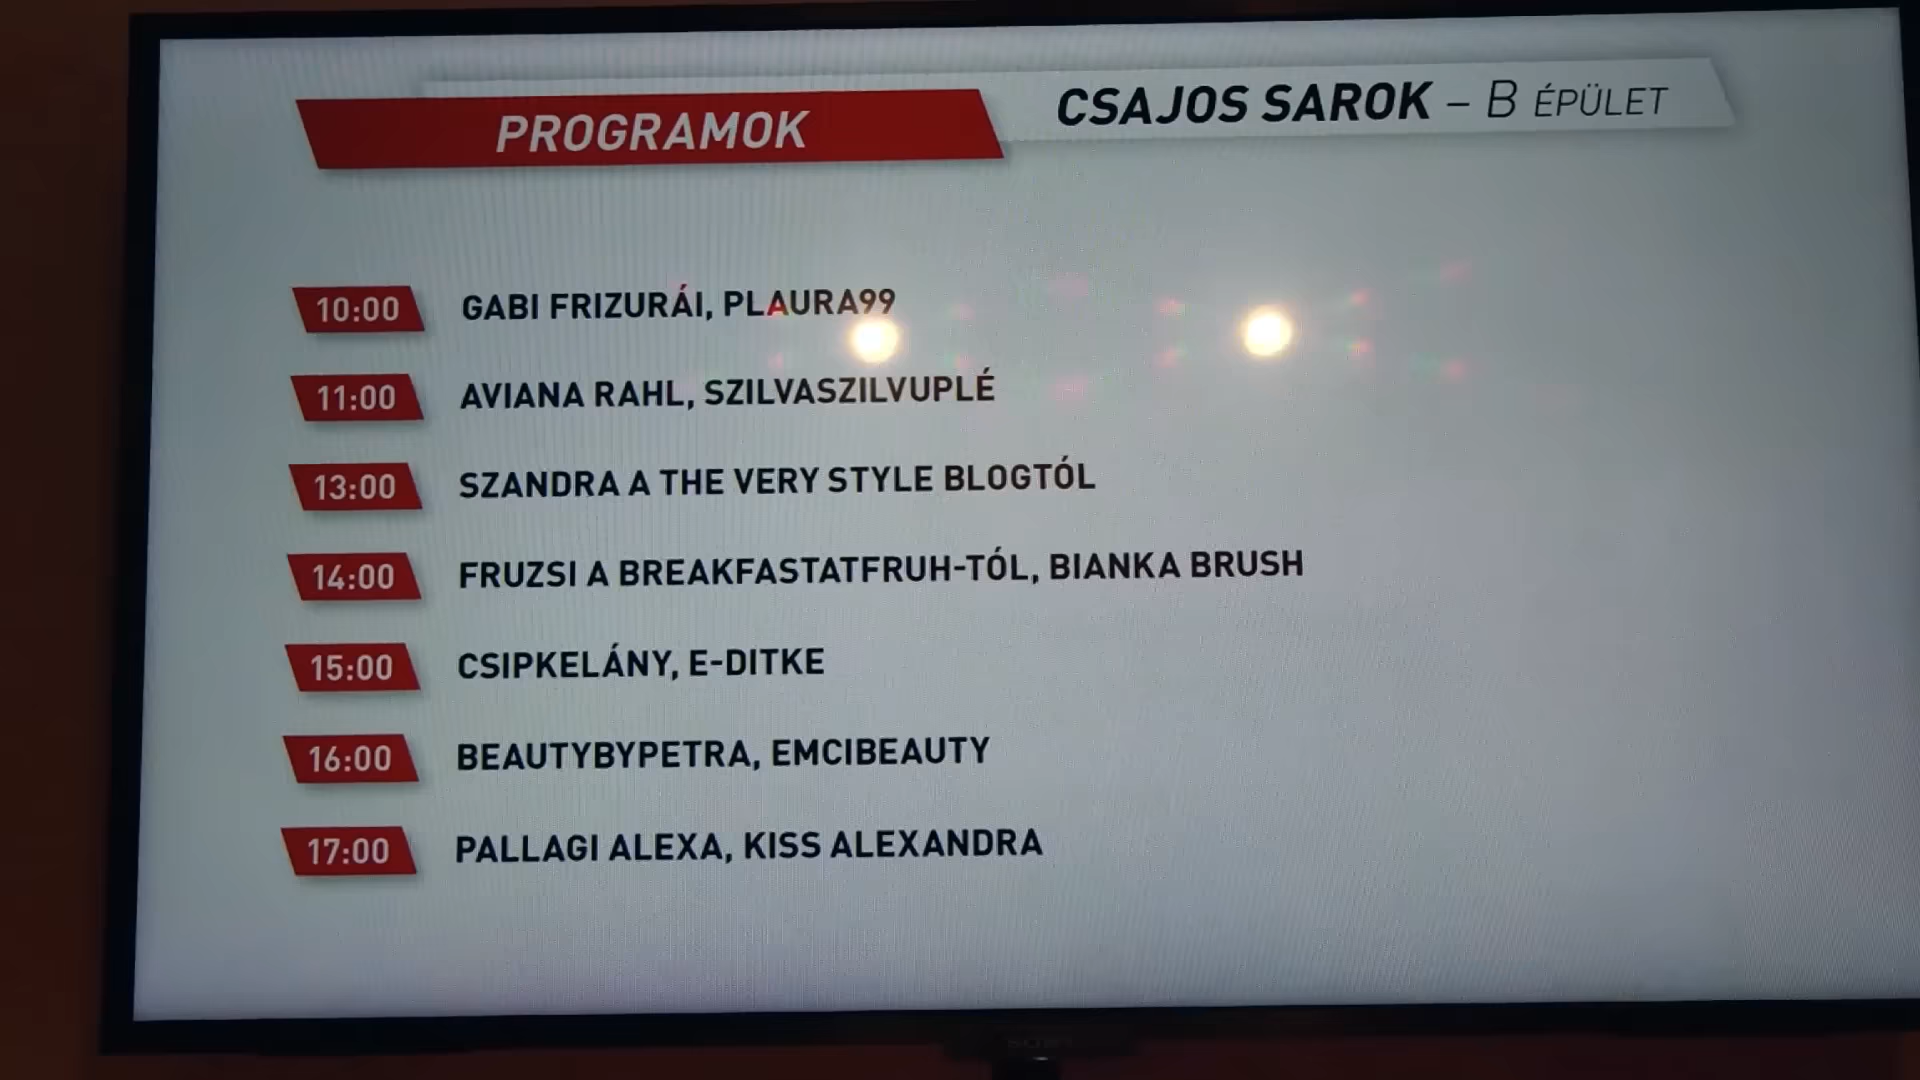 PROGRAMOK
CSAJOS SAROK – B ÉPÜLET
10:00 GABI FRIZURÁI, PLAURA99
11:00 AVIANA RAHL, SZILVASZILVUPLÉ
13:00 SZANDRA A THE VERY STYLE BLOGTÓL
14:00 FRUZSI A BREAKFASTATFRUH-TÓL, BIANKA BRUSH
15:00 CSIPKELÁNY, E-DITKE
16:00 BEAUTYBYPETRA, EMCIBEAUTY
17:00 PALLAGI ALEXA, KISS ALEXANDRA
SONY